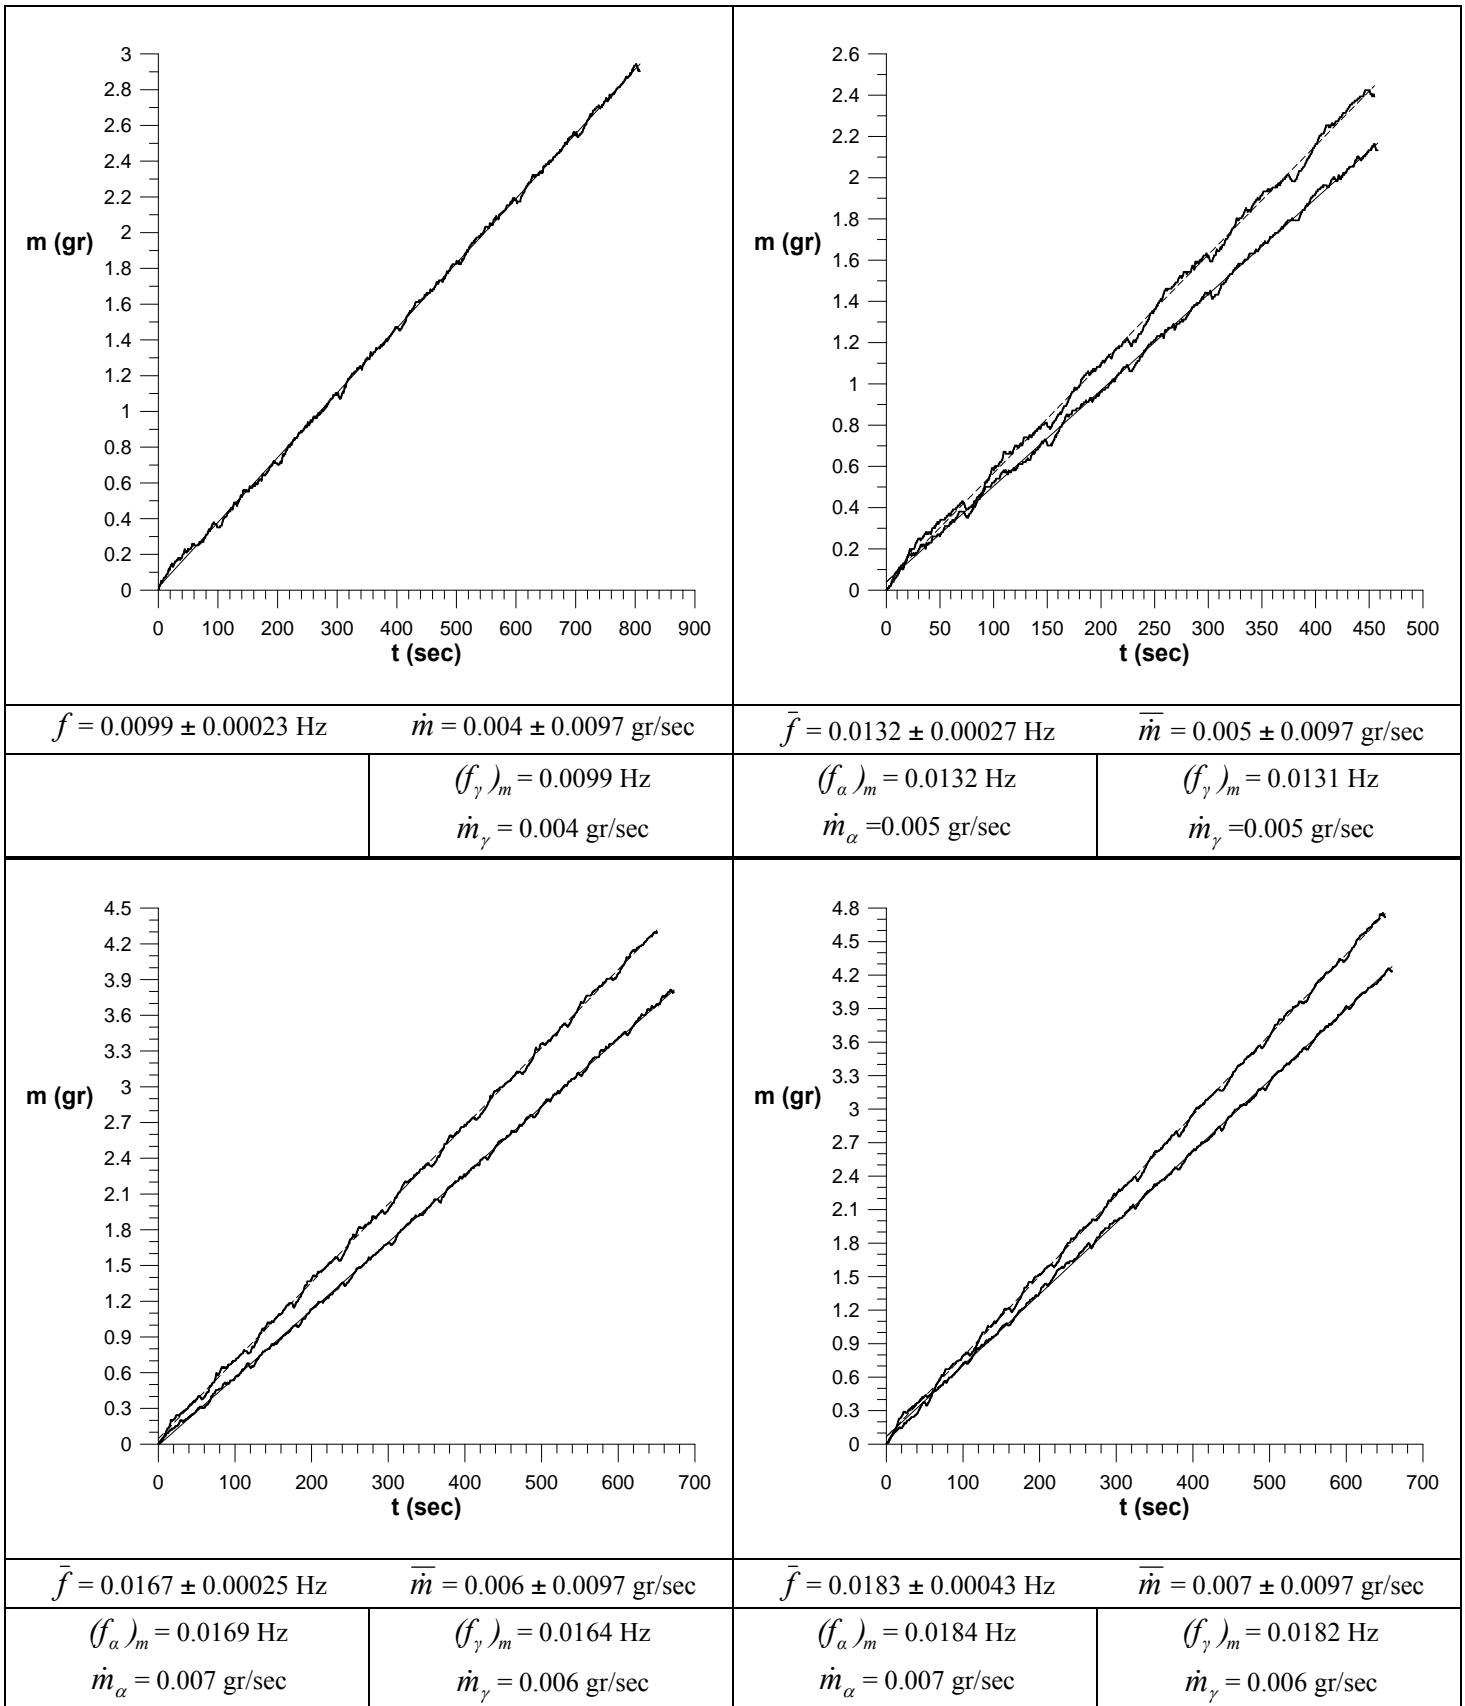 3
2.8
2.6
2.4
2.2
2
1.8
1.6
1.4
1.2
1
0.8
0.6
0.4
0.2
0
m (gr)
0 100 200 300 400 500 600 700 800 900
t (sec)
2.6
2.4
2.2
2
1.8
1.6
1.4
1.2
1
0.8
0.6
0.4
0.2
0
m (gr)
0 50 100 150 200 250 300 350 400 450 500
t (sec)
f = 0.0099 ± 0.00023 Hz ṁ = 0.004 ± 0.0097 gr/sec
f̄ = 0.0132 ± 0.00027 Hz ṁ̅ = 0.005 ± 0.0097 gr/sec
(f_γ)_m = 0.0099 Hz
ṁ_γ = 0.004 gr/sec
(f_α)_m = 0.0132 Hz
ṁ_α =0.005 gr/sec
(f_γ)_m = 0.0131 Hz
ṁ_γ =0.005 gr/sec
4.5
4.2
3.9
3.6
3.3
3
2.7
2.4
2.1
1.8
1.5
1.2
0.9
0.6
0.3
0
m (gr)
0 100 200 300 400 500 600 700
t (sec)
4.8
4.5
4.2
3.9
3.6
3.3
3
2.7
2.4
2.1
1.8
1.5
1.2
0.9
0.6
0.3
0
m (gr)
0 100 200 300 400 500 600 700
t (sec)
f̄ = 0.0167 ± 0.00025 Hz ṁ̅ = 0.006 ± 0.0097 gr/sec
f̄ = 0.0183 ± 0.00043 Hz ṁ̅ = 0.007 ± 0.0097 gr/sec
(f_α)_m = 0.0169 Hz
ṁ_α = 0.007 gr/sec
(f_γ)_m = 0.0164 Hz
ṁ_γ = 0.006 gr/sec
(f_α)_m = 0.0184 Hz
ṁ_α = 0.007 gr/sec
(f_γ)_m = 0.0182 Hz
ṁ_γ = 0.006 gr/sec